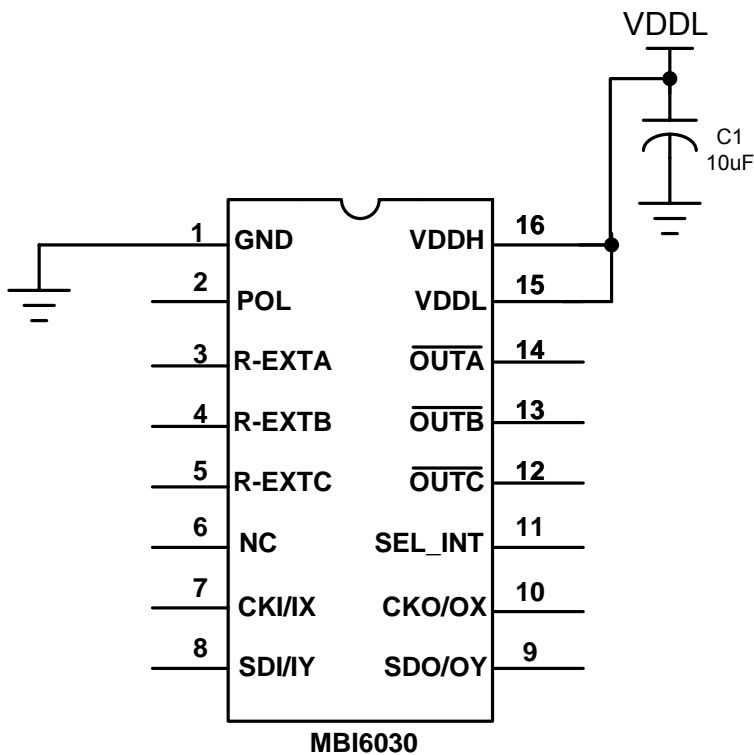 VDDL
C1
10uF
1 GND VDDH 16
2 POL VDDL 15
3 R-EXTA OUTA 14
4 R-EXTB OUTB 13
5 R-EXTC OUTC 12
6 NC SEL_INT 11
7 CKI/IX CKO/OX 10
8 SDI/IY SDO/OY 9
MBI6030